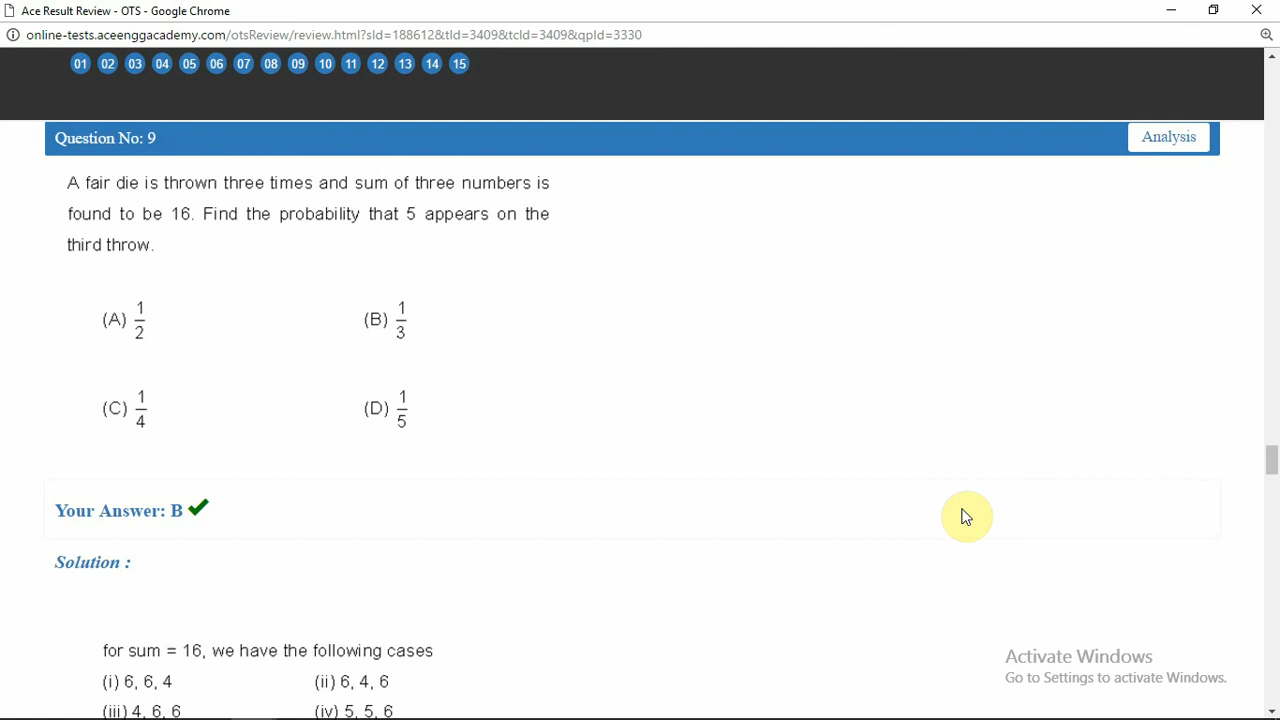 Ace Result Review - OTS - Google Chrome
online-tests.aceenggacademy.com/otsReview/review.html?sId=188612&tId=3409&tcId=3409&qpId=3330
01 02 03 04 05 06 07 08 09 10 11 12 13 14 15
Question No: 9
Analysis
A fair die is thrown three times and sum of three numbers is
found to be 16. Find the probability that 5 appears on the
third throw.
(A) 1/2
(B) 1/3
(C) 1/4
(D) 1/5
Your Answer: B
Solution :
for sum = 16, we have the following cases
(i) 6, 6, 4
(ii) 6, 4, 6
(iii) 4, 6, 6
(iv) 5, 5, 6
Activate Windows
Go to Settings to activate Windows.